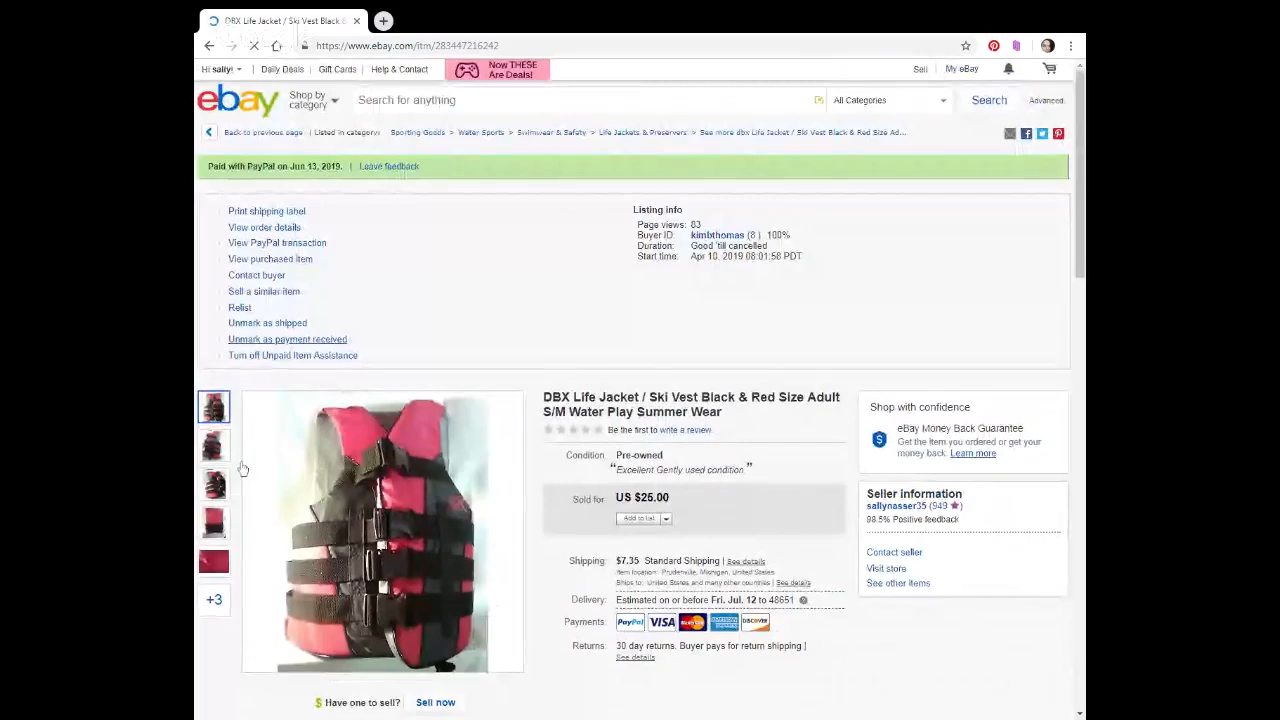 DBX Life Jacket / Ski Vest Black &
https://www.ebay.com/itm/283447216242
Hi sally! Daily Deals Gift Cards Help & Contact
Now THESE
Are Deals!
Sell My eBay
ebay
Shop by
category
Search for anything
All Categories
Search
Advanced
Back to previous page | Listed in category: Sporting Goods > Water Sports > Swimwear & Safety > Life Jackets & Preservers > See more dbx Life Jacket / Ski Vest Black & Red Size Ad...
Paid with PayPal on Jun 13, 2019. | Leave feedback
Print shipping label
View order details
View PayPal transaction
View purchased item
Contact buyer
Sell a similar item
Relist
Unmark as shipped
Unmark as payment received
Turn off Unpaid Item Assistance
Listing info
Page views: 83
Buyer ID: kimbthomas (8 ) 100%
Duration: Good 'till cancelled
Start time: Apr 10, 2019 08:01:58 PDT
+3
DBX Life Jacket / Ski Vest Black & Red Size Adult
S/M Water Play Summer Wear
Be the first to write a review.
Condition: Pre-owned
“Excellent Gently used condition.”
Sold for: US $25.00
Add to list
Shipping: $7.35 Standard Shipping | See details
Item location: Prudenville, Michigan, United States
Ships to: United States and many other countries | See details
Delivery: Estimated on or before Fri. Jul. 12 to 48651
Payments: PayPal VISA MasterCard AMERICAN EXPRESS DISCOVER
Returns: 30 day returns. Buyer pays for return shipping |
See details
Shop with confidence
eBay Money Back Guarantee
Get the item you ordered or get your
money back. Learn more
Seller information
sallynasser35 (949 )
98.5% Positive feedback
Contact seller
Visit store
See other items
$ Have one to sell? Sell now